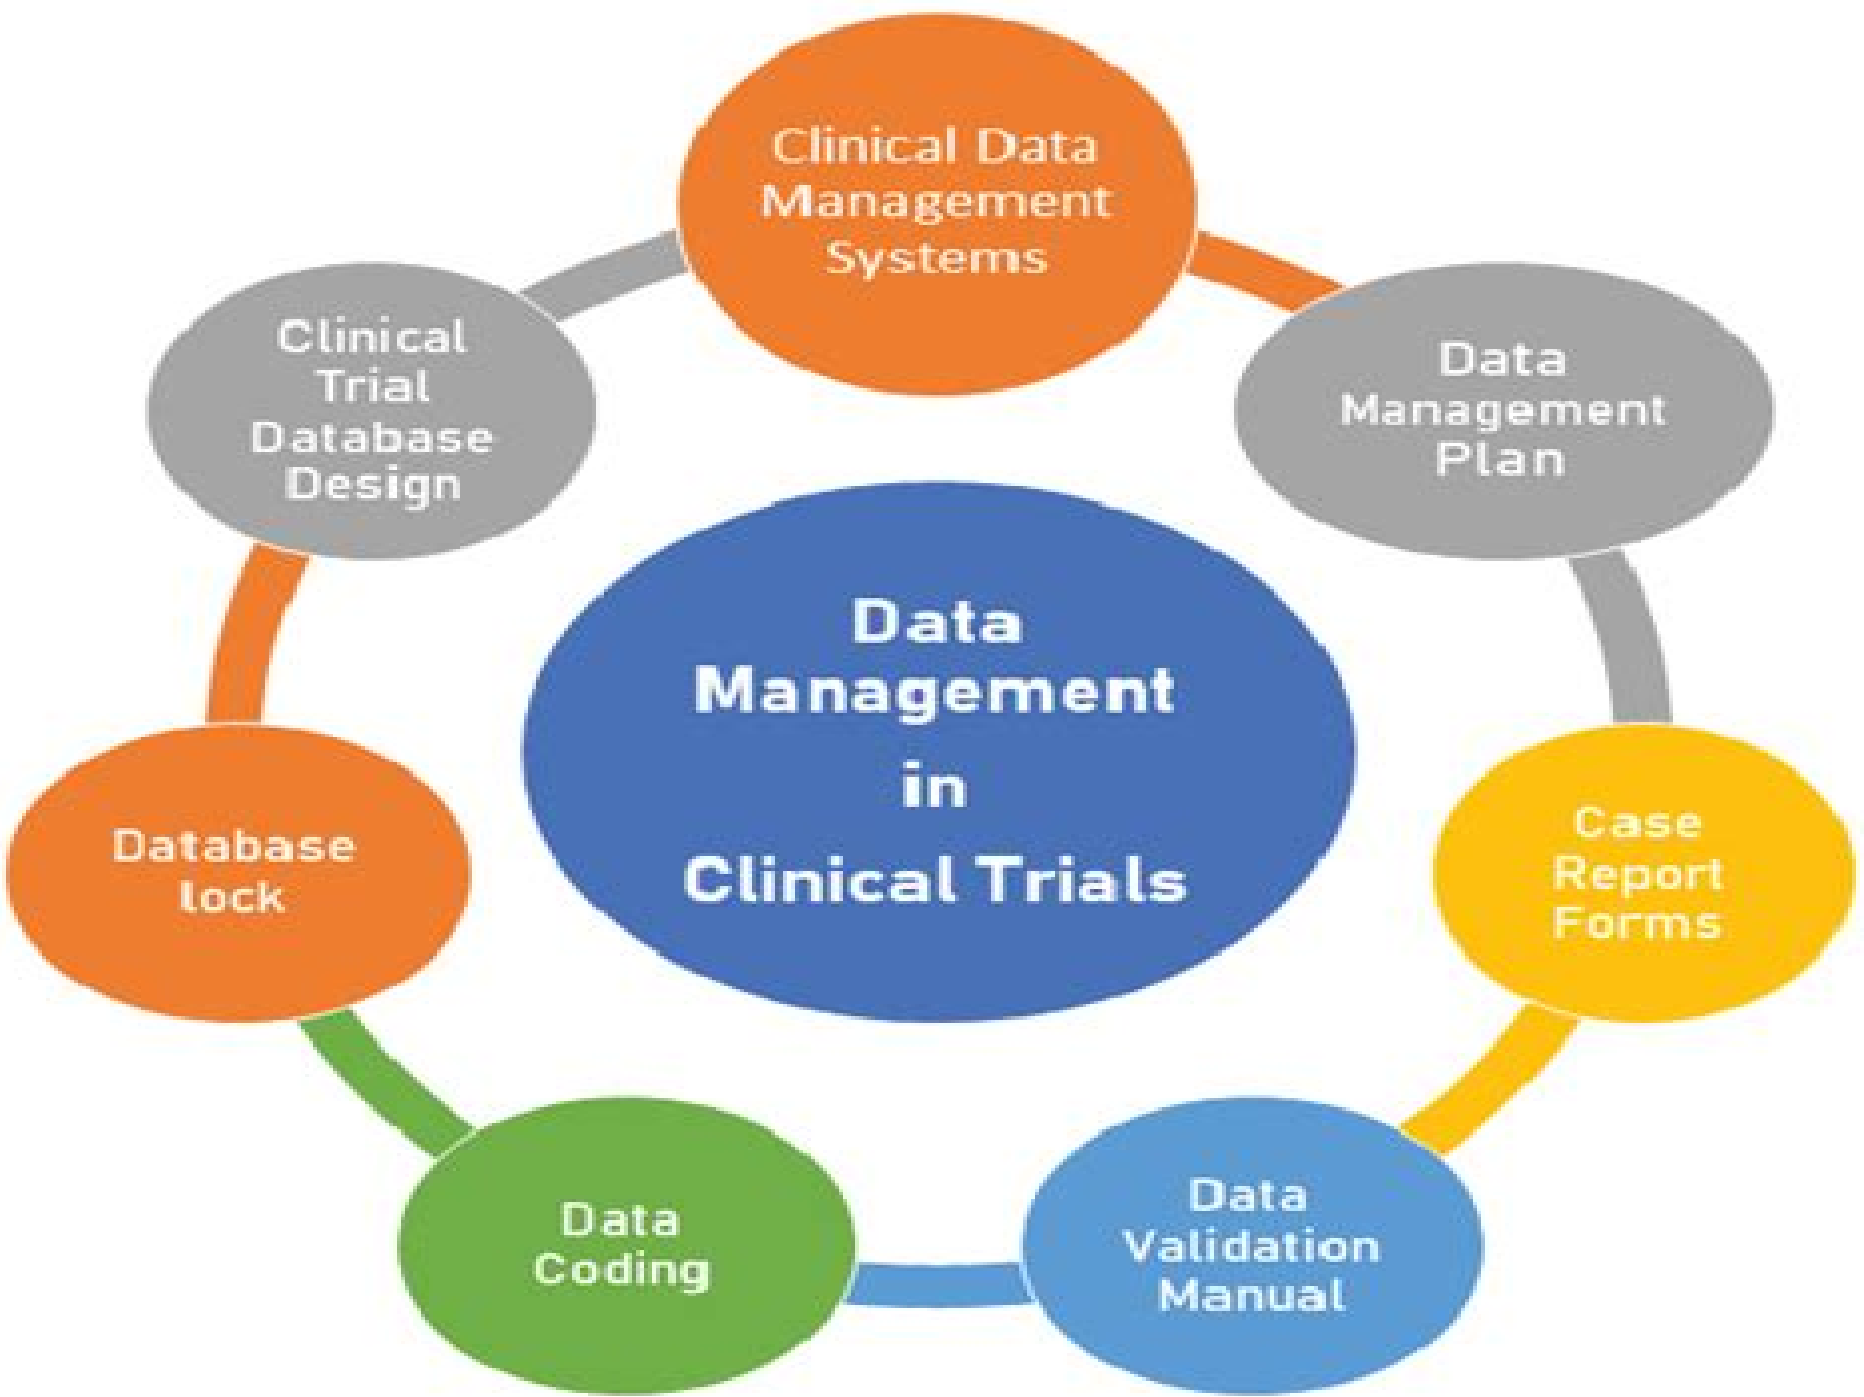 Clinical Data
Management
Systems
Data
Management
Plan
Case
Report
Forms
Data
Validation
Manual
Data
Coding
Database
lock
Clinical
Trial
Database
Design
Data
Management
in
Clinical Trials